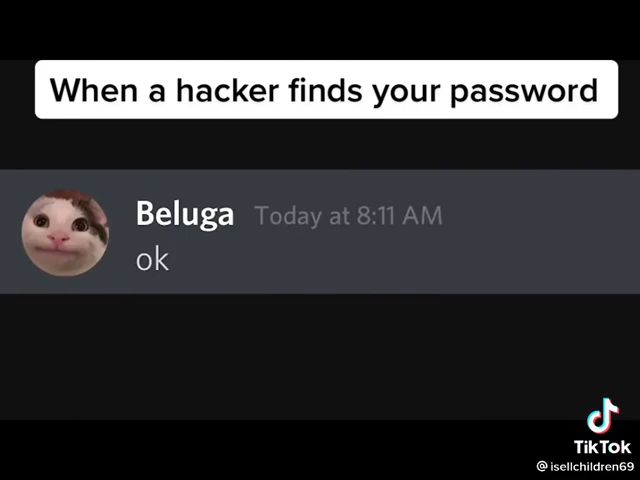 When a hacker finds your password
Beluga Today at 8:11 AM
ok
TikTok
@isellchildren69